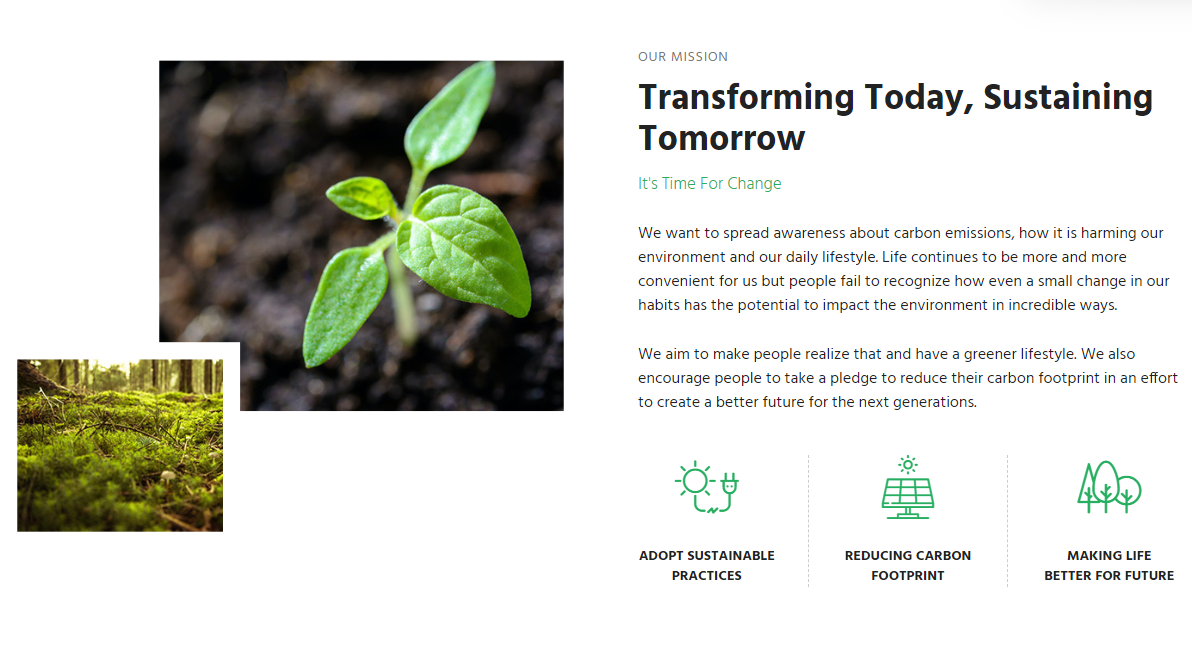 OUR MISSION
Transforming Today, Sustaining
Tomorrow
It's Time For Change
We want to spread awareness about carbon emissions, how it is harming our
environment and our daily lifestyle. Life continues to be more and more
convenient for us but people fail to recognize how even a small change in our
habits has the potential to impact the environment in incredible ways.
We aim to make people realize that and have a greener lifestyle. We also
encourage people to take a pledge to reduce their carbon footprint in an effort
to create a better future for the next generations.
ADOPT SUSTAINABLE
PRACTICES
REDUCING CARBON
FOOTPRINT
MAKING LIFE
BETTER FOR FUTURE